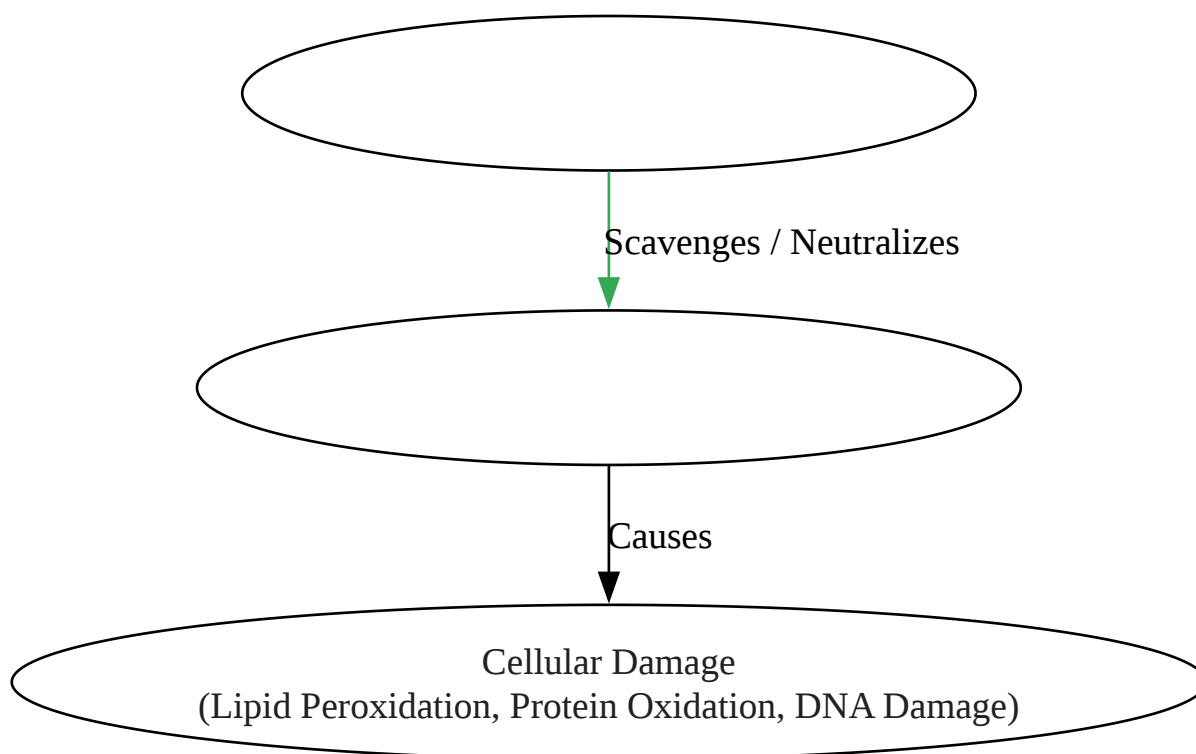 Scavenges / Neutralizes
Causes
Cellular Damage
(Lipid Peroxidation, Protein Oxidation, DNA Damage)